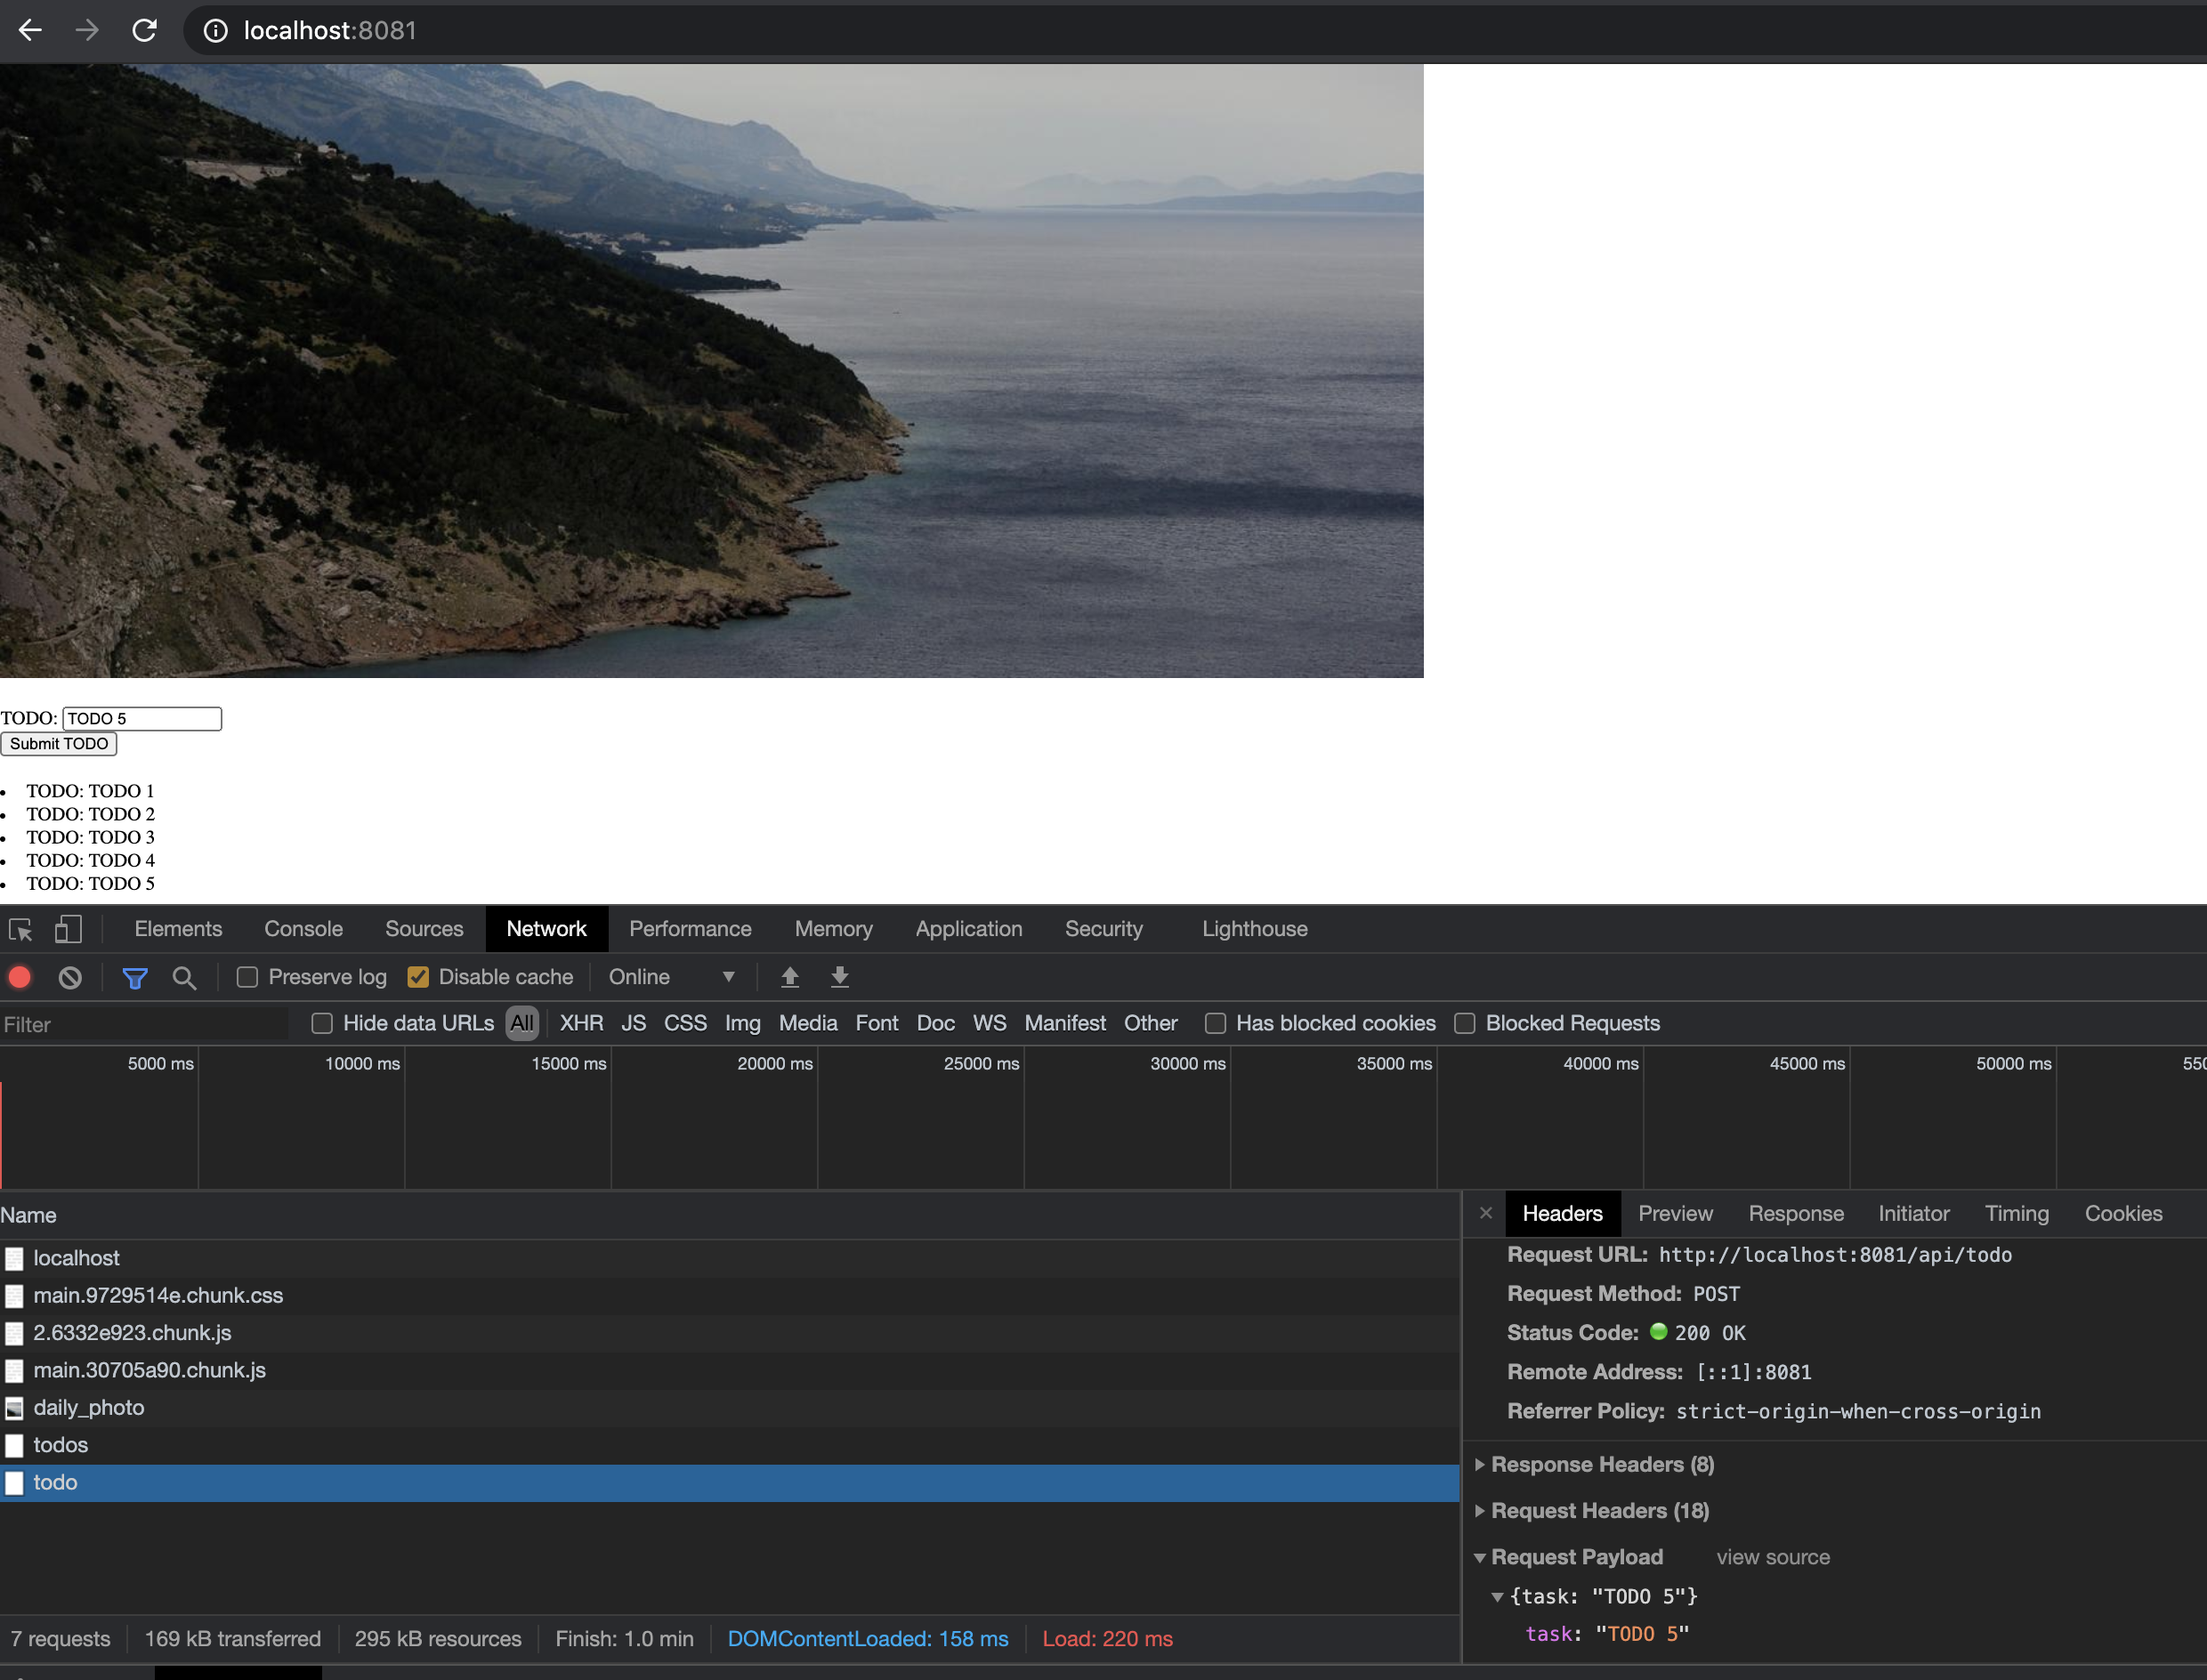 localhost:8081
TODO: TODO 5
Submit TODO
TODO: TODO 1
TODO: TODO 2
TODO: TODO 3
TODO: TODO 4
TODO: TODO 5
Elements Console Sources Network Performance Memory Application Security Lighthouse
Preserve log Disable cache Online
Filter Hide data URLs All XHR JS CSS Img Media Font Doc WS Manifest Other Has blocked cookies Blocked Requests
5000 ms 10000 ms 15000 ms 20000 ms 25000 ms 30000 ms 35000 ms 40000 ms 45000 ms 50000 ms 550
Name
localhost
main.9729514e.chunk.css
2.6332e923.chunk.js
main.30705a90.chunk.js
daily_photo
todos
todo
7 requests 169 kB transferred 295 kB resources Finish: 1.0 min DOMContentLoaded: 158 ms Load: 220 ms
Headers Preview Response Initiator Timing Cookies
Request URL: http://localhost:8081/api/todo
Request Method: POST
Status Code: 200 OK
Remote Address: [::1]:8081
Referrer Policy: strict-origin-when-cross-origin
Response Headers (8)
Request Headers (18)
Request Payload view source
{task: "TODO 5"}
task: "TODO 5"